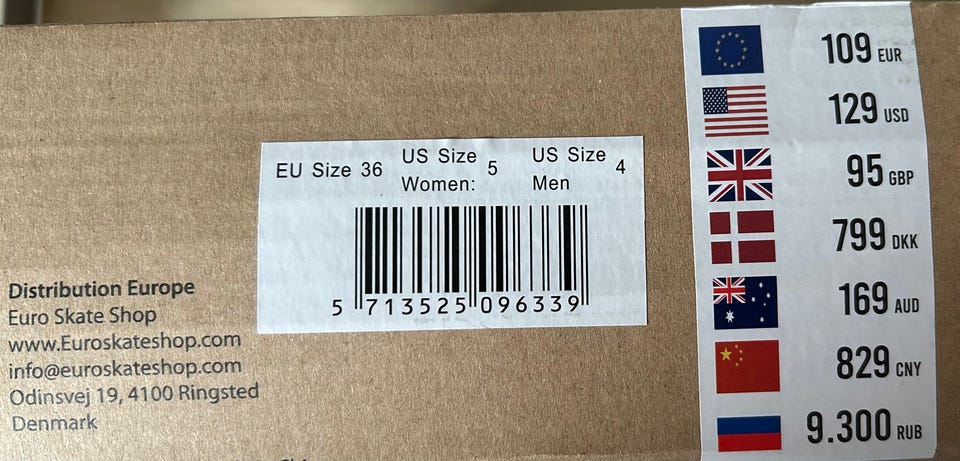 EU Size 36
US Size Women: 5
US Size Men 4
5 713525 096339
Distribution Europe
Euro Skate Shop
www.Euroskateshop.com
info@euroskateshop.com
Odinsvej 19, 4100 Ringsted
Denmark
109 EUR
129 USD
95 GBP
799 DKK
169 AUD
829 CNY
9.300 RUB